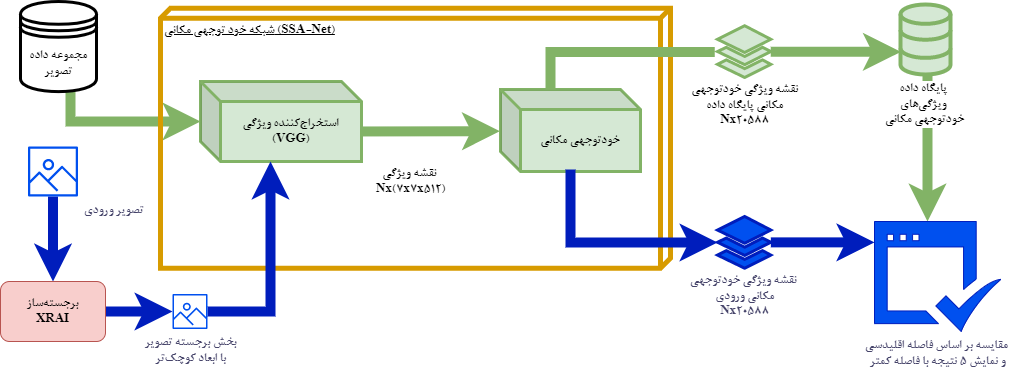 شبکه خود توجهی مکانی (SSA-Net)
مجموعه داده
تصویر
استخراج‌کننده ویژگی
(VGG)
نقشه ویژگی
Nx(۷x۷x۵۱۲)
خودتوجهی مکانی
نقشه ویژگی خودتوجهی
مکانی پایگاه داده
Nx۲۰۵۸۸
پایگاه داده
ویژگی‌های
خودتوجهی مکانی
تصویر ورودی
برجسته‌ساز
XRAI
بخش برجسته تصویر
با ابعاد کوچک‌تر
نقشه ویژگی خودتوجهی
مکانی ورودی
Nx۲۰۵۸۸
مقایسه بر اساس فاصله اقلیدسی
و نمایش ۵ نتیجه با فاصله کمتر